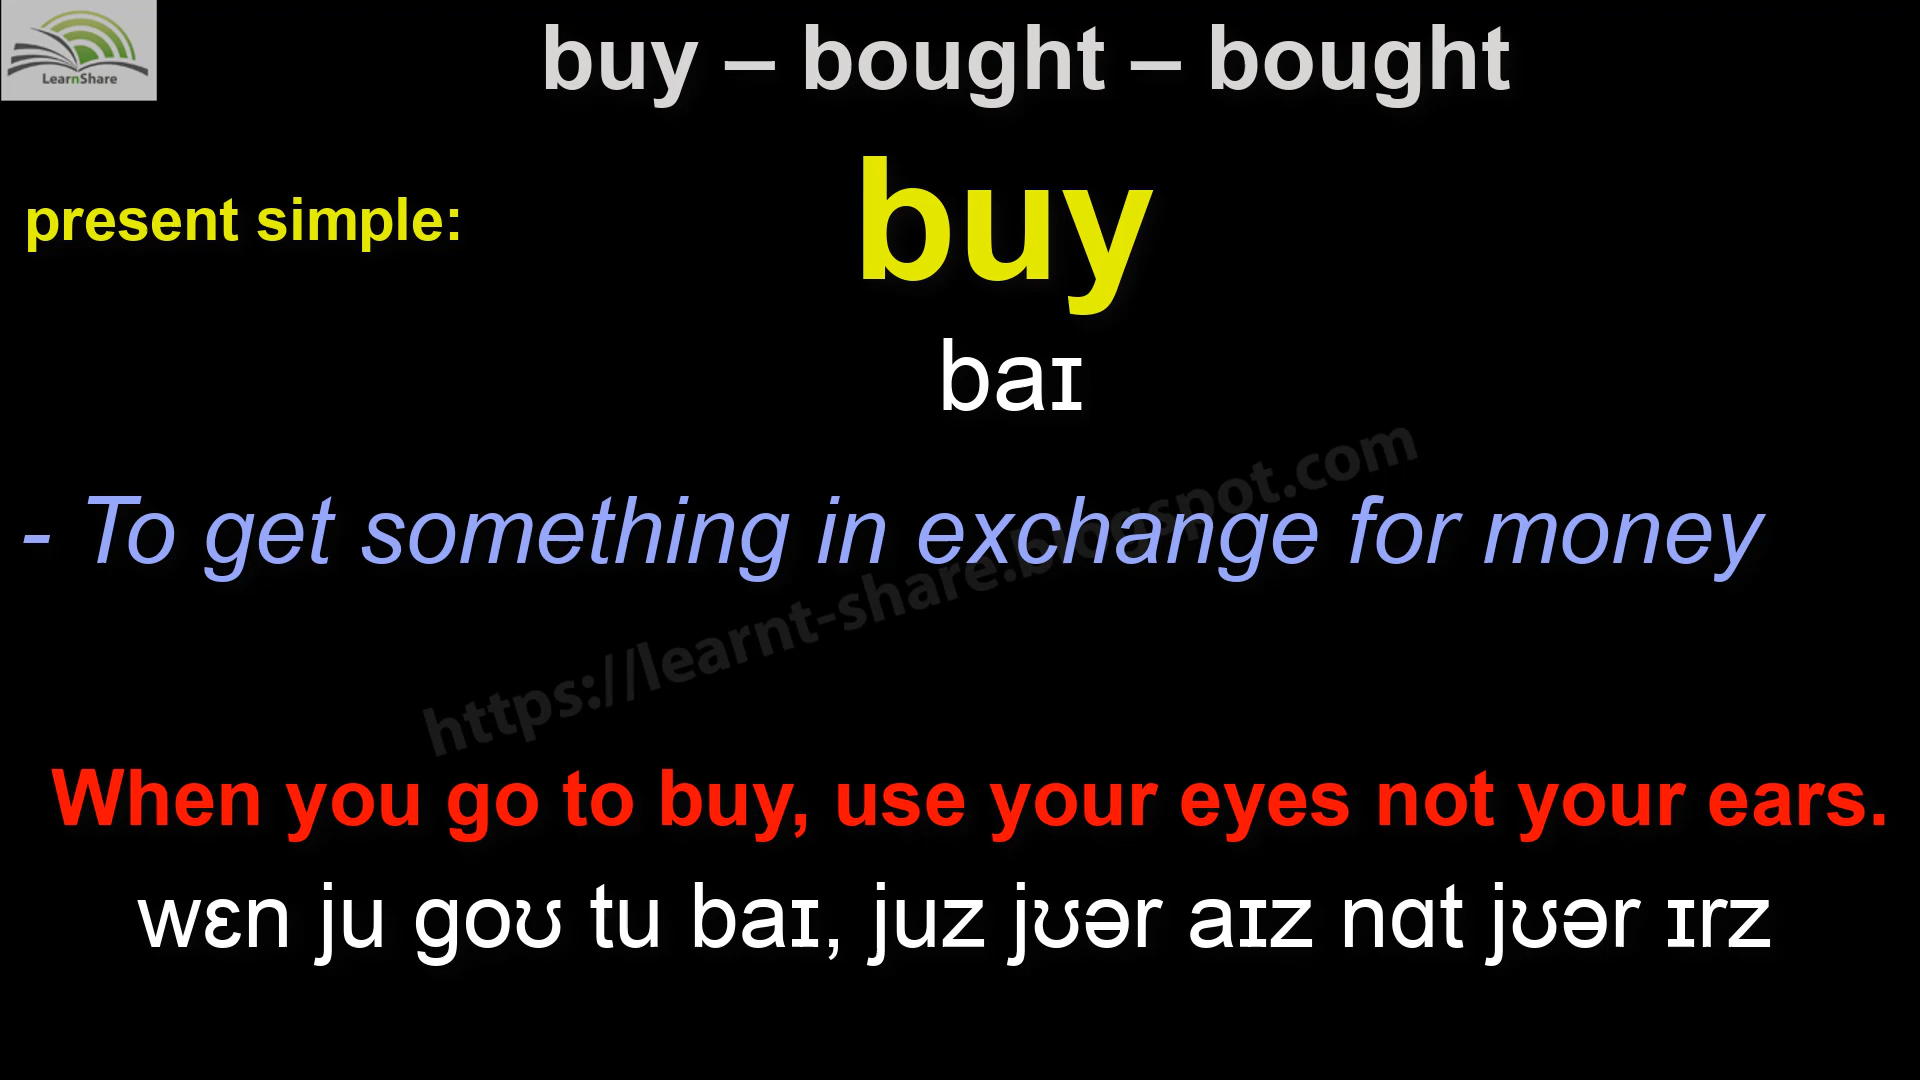 LearnShare
buy – bought – bought
present simple:
buy
baɪ
- To get something in exchange for money
https://learnt-share.blogspot.com
When you go to buy, use your eyes not your ears.
wɛn ju goʊ tu baɪ, juz jʊər aɪz nɑt jʊər ɪrz